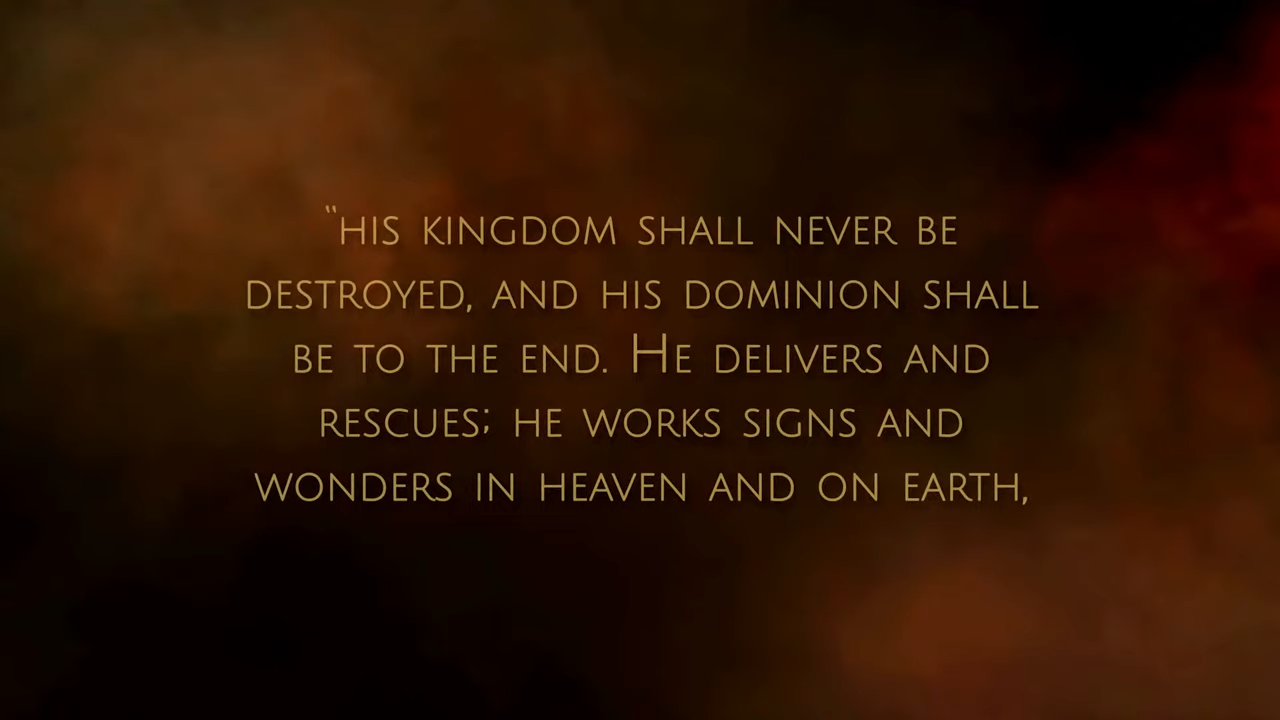 “his kingdom shall never be
destroyed, and his dominion shall
be to the end. He delivers and
rescues; he works signs and
wonders in heaven and on earth,